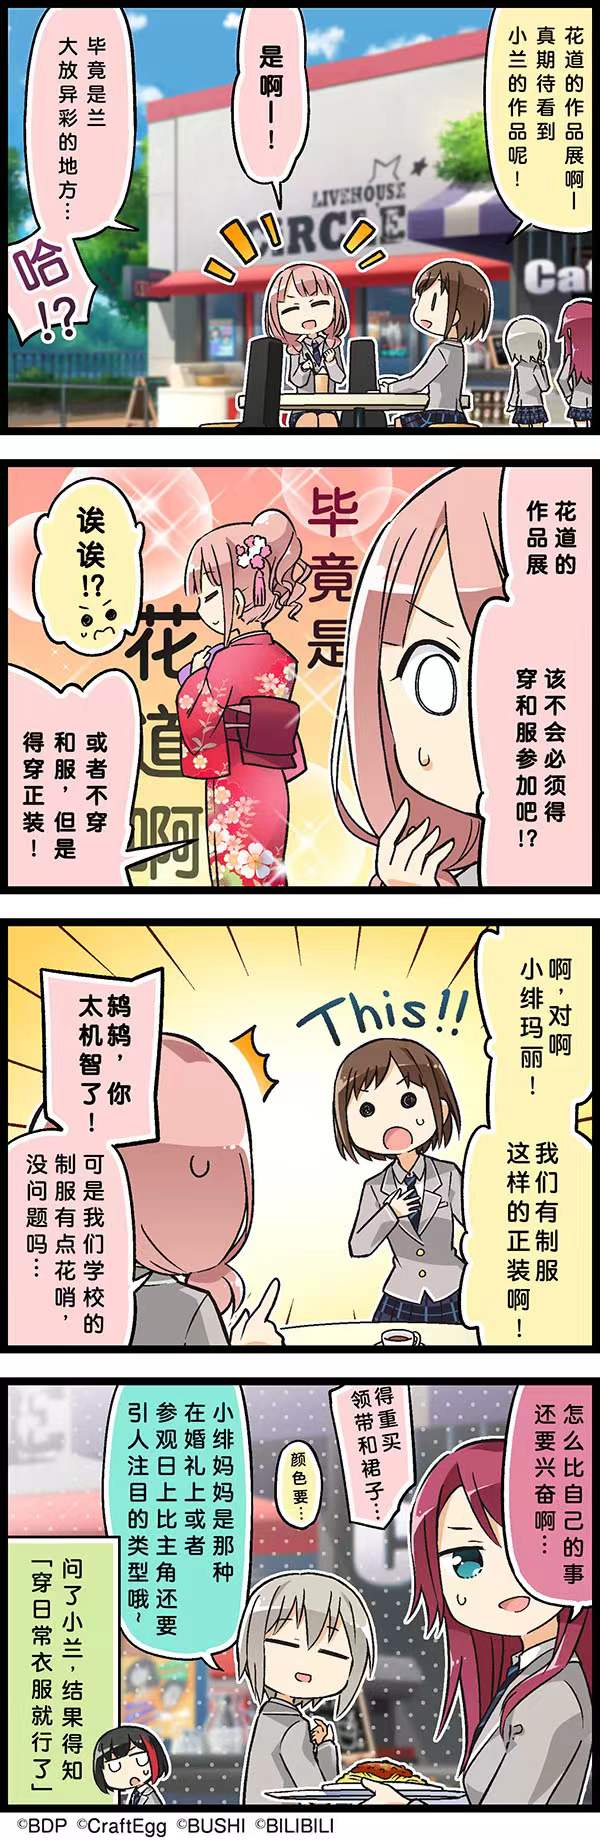 花道的作品展啊—
真期待看到
小兰的作品呢！
是啊—！
毕竟是兰
大放异彩的地方…
哈
!?
LIVEHOUSE
CIRCLE
Caf
花道的
作品展
该不会必须得
穿和服参加吧!?
毕竟是
花道啊
诶诶!?
或者不穿
和服，但是
得穿正装！
啊，对啊
小绯玛丽！
我们有制服
这样的正装啊！
This!!
鸫鸫，你
太机智了！
可是我们学校的
制服有点花哨，
没问题吗…
怎么比自己的事
还要兴奋啊…
得重买
领带和裙子…
颜色要…
小绯妈妈是那种
在婚礼上或者
参观日上比主角还要
引人注目的类型哦~
问了小兰，结果得知
「穿日常衣服就行了」
©BDP ©CraftEgg ©BUSHI ©BILIBILI